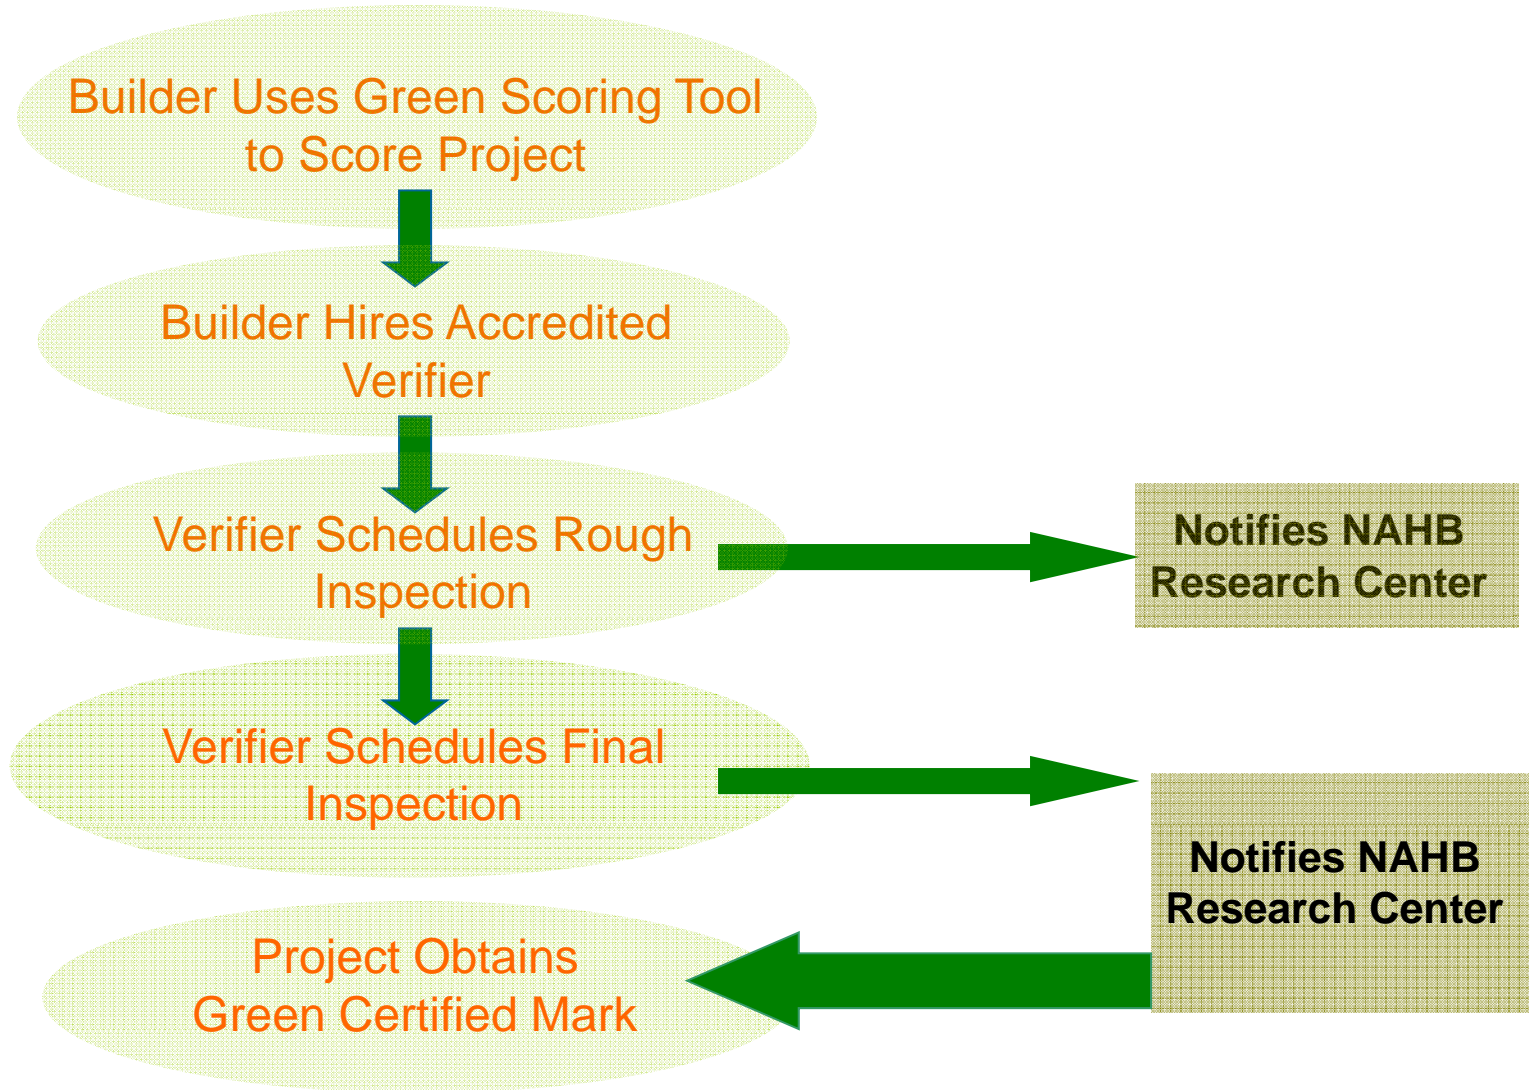 Builder Uses Green Scoring Tool
to Score Project
Builder Hires Accredited
Verifier
Verifier Schedules Rough
Inspection
Notifies NAHB
Research Center
Verifier Schedules Final
Inspection
Notifies NAHB
Research Center
Project Obtains
Green Certified Mark